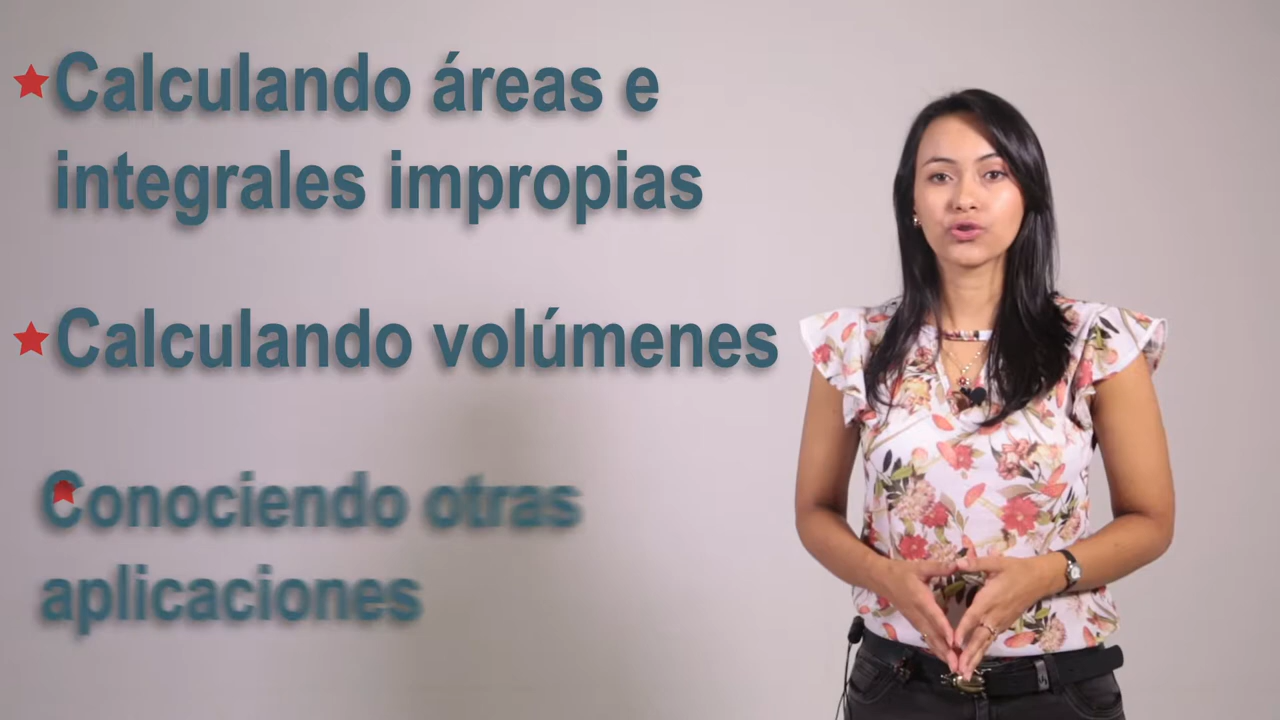 Calculando áreas e
integrales impropias
Calculando volúmenes
Conociendo otras
aplicaciones